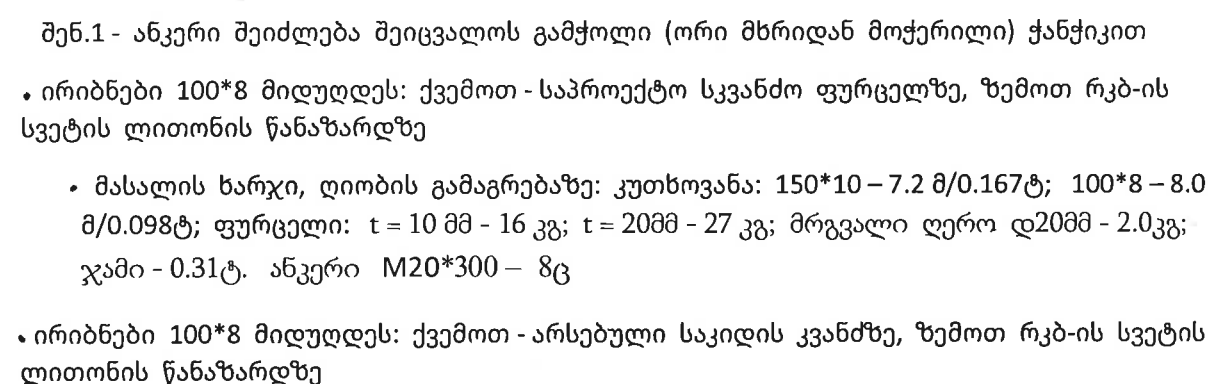 შენ.1 - ანკერი შეიძლება შეიცვალოს გამჭოლი (ორი მხრიდან მოჭერილი) ჭანჭიკით
• ირიბნები 100*8 მიდუღდეს: ქვემოთ - საპროექტო სკვანძო ფურცელზე, ზემოთ რკბ-ის
სვეტის ლითონის წანაზარდზე
• მასალის ხარჯი, ღიობის გამაგრებაზე: კუთხოვანა: 150*10 – 7.2 მ/0.167ტ; 100*8 – 8.0
მ/0.098ტ; ფურცელი: t = 10 მმ - 16 კგ; t = 20მმ - 27 კგ; მრგვალი ღერო დ20მმ - 2.0კგ;
ჯამი - 0.31ტ. ანკერი M20*300 – 8ც
• ირიბნები 100*8 მიდუღდეს: ქვემოთ - არსებული საკიდის კვანძზე, ზემოთ რკბ-ის სვეტის
ლითონის წანაზარდზე